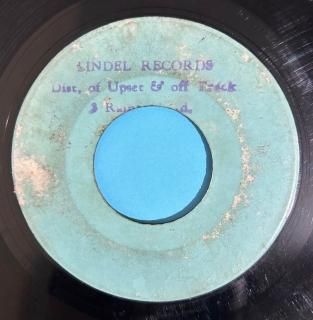 LINDEL RECORDS
Dist, of Upset & off Track
3